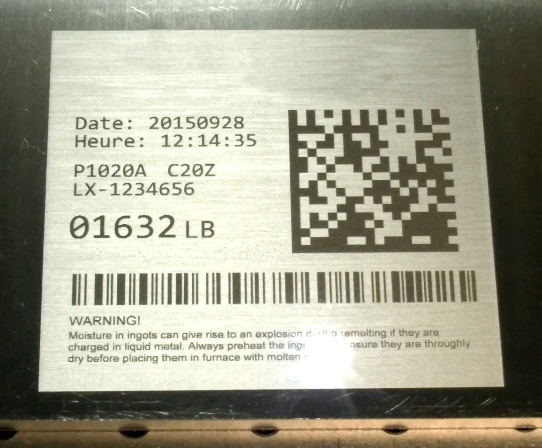 Date: 20150928
Heure: 12:14:35
P1020A C20Z
LX-1234656
01632 LB
WARNING!
Moisture in ingots can give rise to an explosion during remelting if they are
charged in liquid metal. Always preheat the ensure they are throughly
dry before placing them in furnace with molten